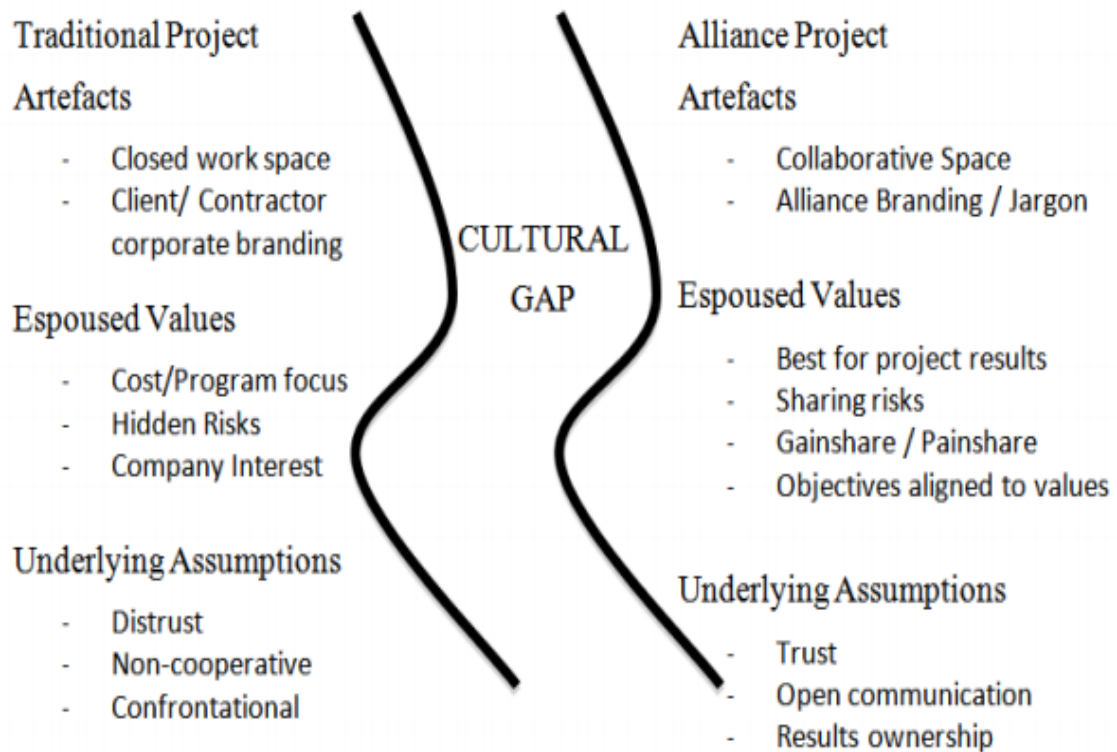 Traditional Project
Artefacts
- Closed work space
- Client/ Contractor
corporate branding
Espoused Values
- Cost/Program focus
- Hidden Risks
- Company Interest
Underlying Assumptions
- Distrust
- Non-cooperative
- Confrontational
CULTURAL
GAP
Alliance Project
Artefacts
- Collaborative Space
- Alliance Branding / Jargon
Espoused Values
- Best for project results
- Sharing risks
- Gainshare / Painshare
- Objectives aligned to values
Underlying Assumptions
- Trust
- Open communication
- Results ownership